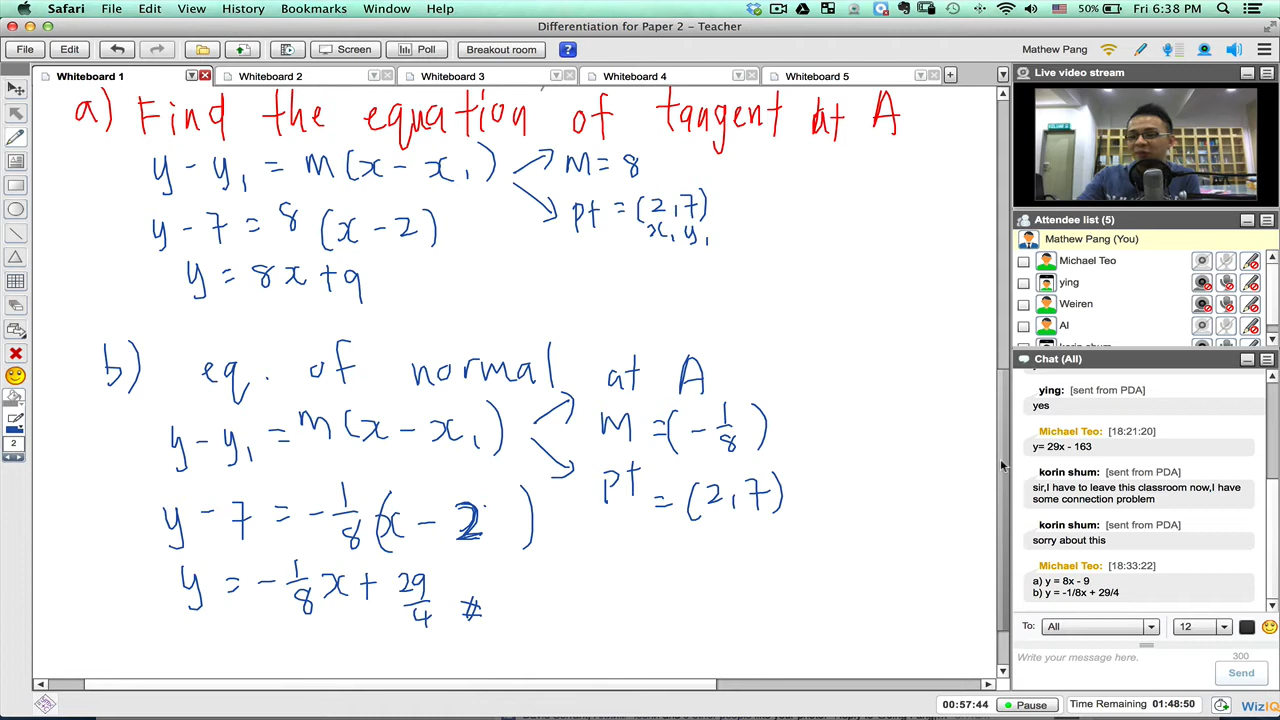 Safari File Edit View History Bookmarks Window Help 50% Fri 6:38 PM
Differentiation for Paper 2 - Teacher
File Edit Screen Poll Breakout room ? Mathew Pang
Whiteboard 1 Whiteboard 2 Whiteboard 3 Whiteboard 4 Whiteboard 5
a) Find the equation of tangent at A
y - y₁ = m(x - x₁) M = 8
pt = (2,7)
x₁ y₁
y - 7 = 8 (x - 2)
y = 8x + 9
b) eq. of normal at A
y - y₁ = m(x - x₁) M = (-1/8)
pt = (2,7)
y - 7 = -1/8(x - 2)
y = -1/8x + 29/4 #
2
Live video stream
Attendee list (5)
Mathew Pang (You)
Michael Teo
ying
Weiren
AI
korin shum
Chat (All)
ying: [sent from PDA]
yes
Michael Teo: [18:21:20]
y= 29x - 163
korin shum: [sent from PDA]
sir,I have to leave this classroom now,I have
some connection problem
korin shum: [sent from PDA]
sorry about this
Michael Teo: [18:33:22]
a) y = 8x - 9
b) y = -1/8x + 29/4
To: All 12
Write your message here... 300
Send
00:57:44 Pause Time Remaining 01:48:50 WizIQ